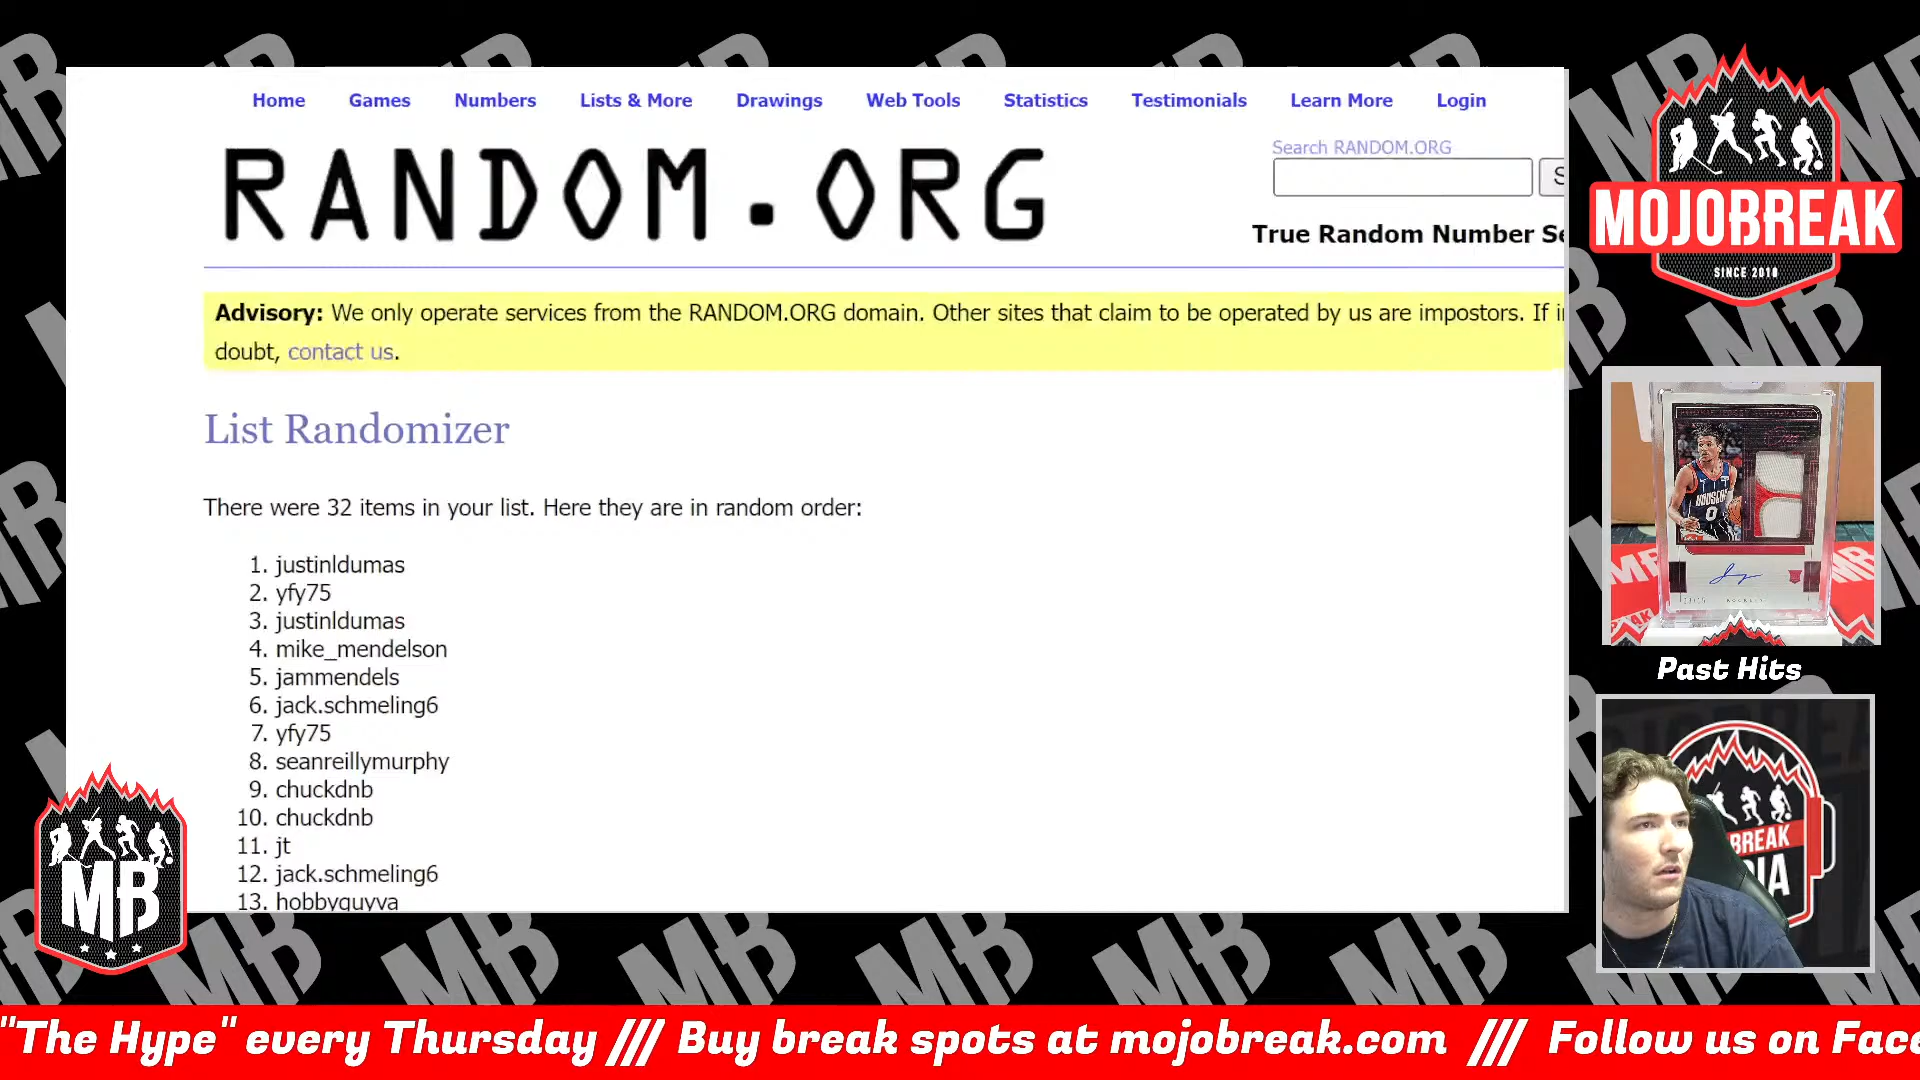 Home Games Numbers Lists & More Drawings Web Tools Statistics Testimonials Learn More Login
RANDOM.ORG
Search RANDOM.ORG
True Random Number Se
Advisory: We only operate services from the RANDOM.ORG domain. Other sites that claim to be operated by us are impostors. If in
doubt, contact us.
List Randomizer
There were 32 items in your list. Here they are in random order:
1. justinldumas
2. yfy75
3. justinldumas
4. mike_mendelson
5. jammendels
6. jack.schmeling6
7. yfy75
8. seanreillymurphy
9. chuckdnb
10. chuckdnb
11. jt
12. jack.schmeling6
13. hobbyguyva
MOJOBREAK
SINCE 2010
Past Hits
MB
"The Hype" every Thursday /// Buy break spots at mojobreak.com /// Follow us on Face